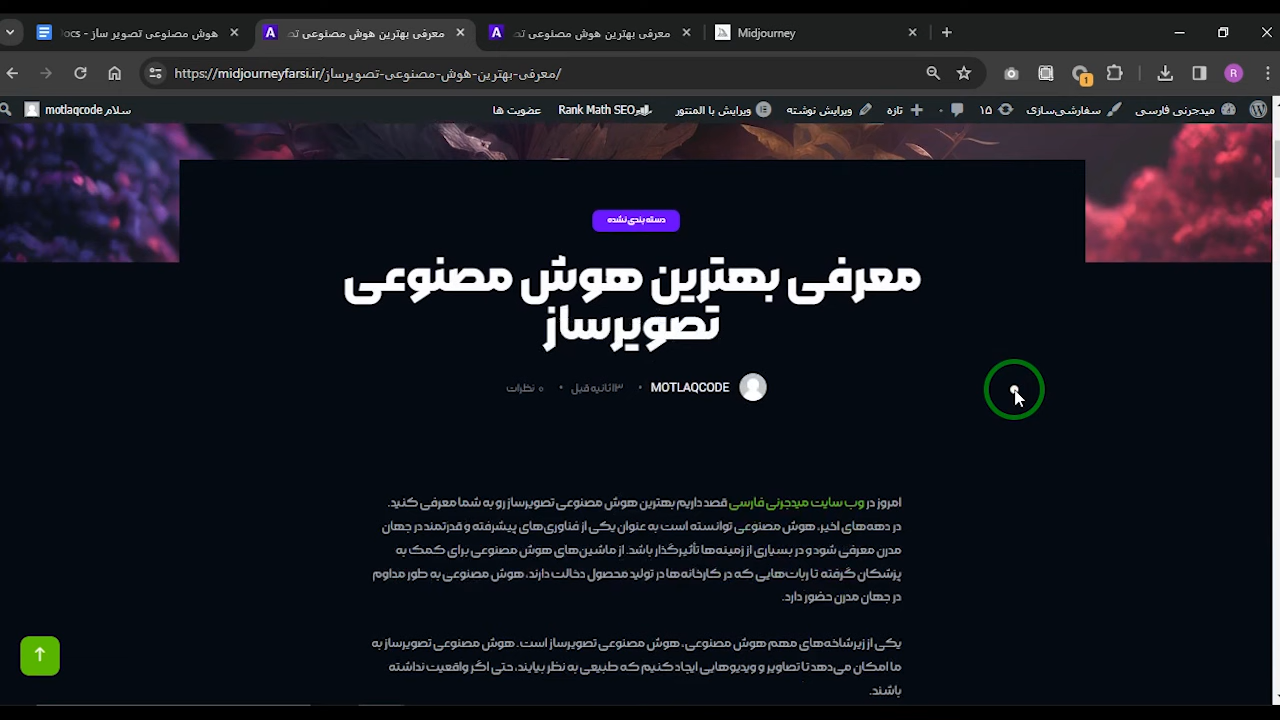 هوش مصنوعی تصویر ساز - Docs
معرفی بهترین هوش مصنوعی تص
معرفی بهترین هوش مصنوعی تص
Midjourney
https://midjourneyfarsi.ir/معرفی-بهترین-هوش-مصنوعی-تصویرساز/
R
1
میدجرنی فارسی
سفارشی‌سازی
۱۵
۰
تازه
ویرایش نوشته
ویرایش با المنتور
Rank Math SEO
عضویت ها
سلام motlaqcode
دسته بندی نشده
معرفی بهترین هوش مصنوعی
تصویرساز
MOTLAQCODE • ۱۳ ثانیه قبل • ۰ نظرات
امروز در وب سایت میدجرنی فارسی قصد داریم بهترین هوش مصنوعی تصویرساز رو به شما معرفی کنید.
در دهه‌های اخیر، هوش مصنوعی توانسته است به عنوان یکی از فناوری‌های پیشرفته و قدرتمند در جهان
مدرن معرفی شود و در بسیاری از زمینه‌ها تأثیرگذار باشد. از ماشین‌های هوش مصنوعی برای کمک به
پزشکان گرفته تا ربات‌هایی که در کارخانه‌ها در تولید محصول دخالت دارند، هوش مصنوعی به طور مداوم
در جهان مدرن حضور دارد.
یکی از زیرشاخه‌های مهم هوش مصنوعی، هوش مصنوعی تصویرساز است. هوش مصنوعی تصویرساز به
ما امکان می‌دهد تا تصاویر و ویدیوهایی ایجاد کنیم که طبیعی به نظر بیایند، حتی اگر واقعیت نداشته
باشند.